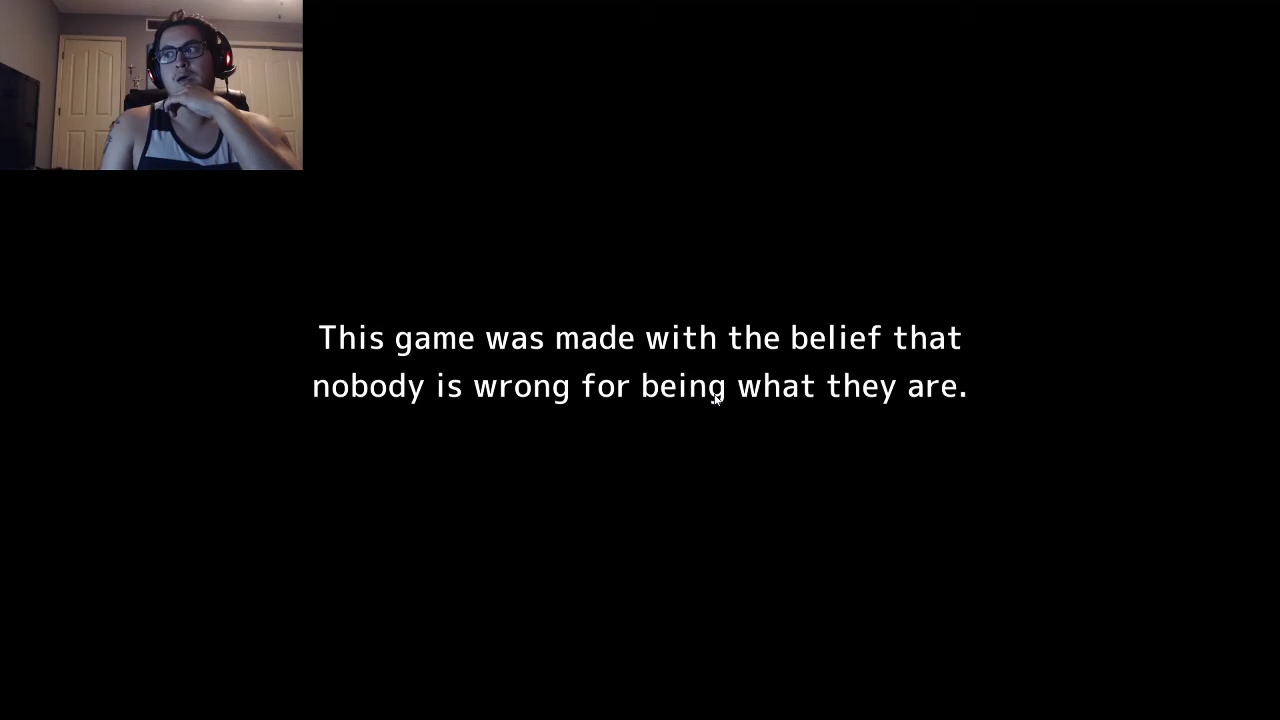 This game was made with the belief that
nobody is wrong for being what they are.